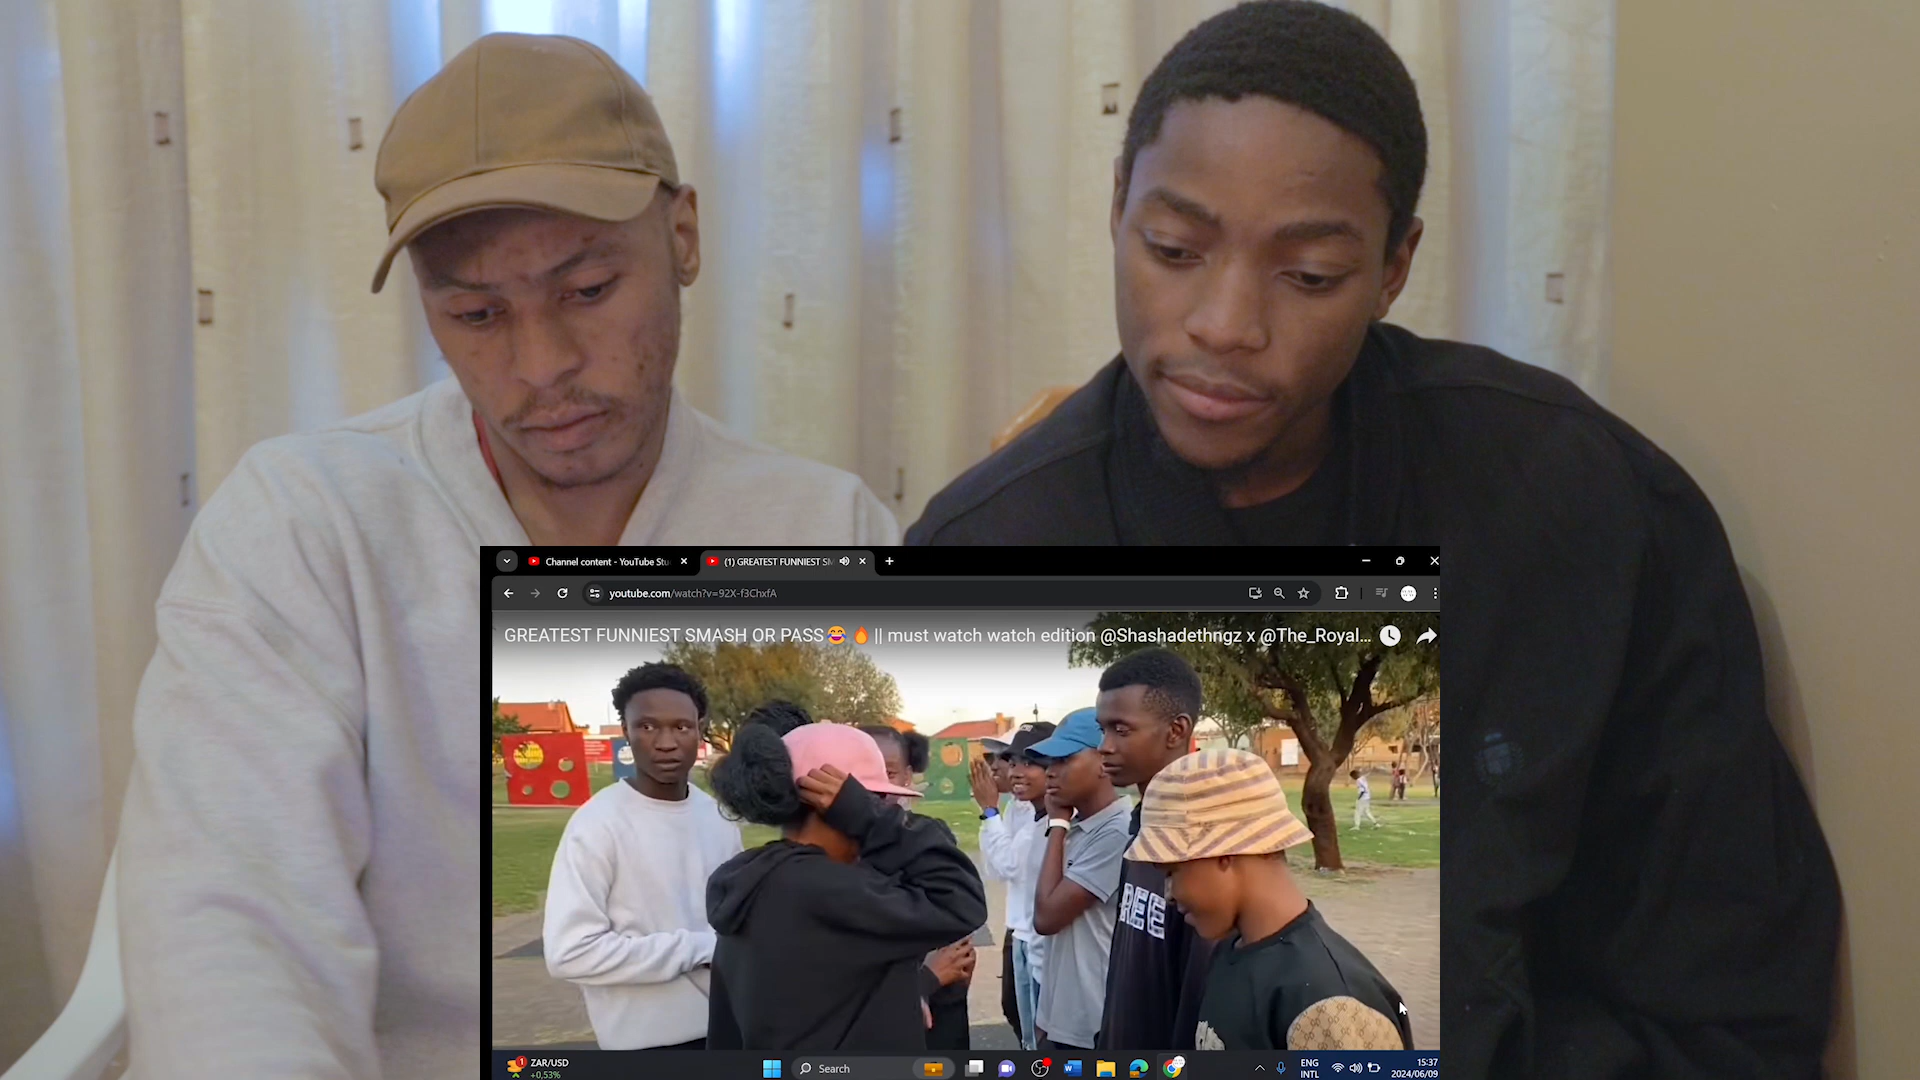 Channel content - YouTube Stu
(1) GREATEST FUNNIEST SM
youtube.com/watch?v=92X-f3ChxfA
GREATEST FUNNIEST SMASH OR PASS😂🔥 || must watch watch edition @Shashadethngz x @The_Royal...
REE
1
ZAR/USD
+0,53%
Search
ENG
INTL
15:37
2024/06/09